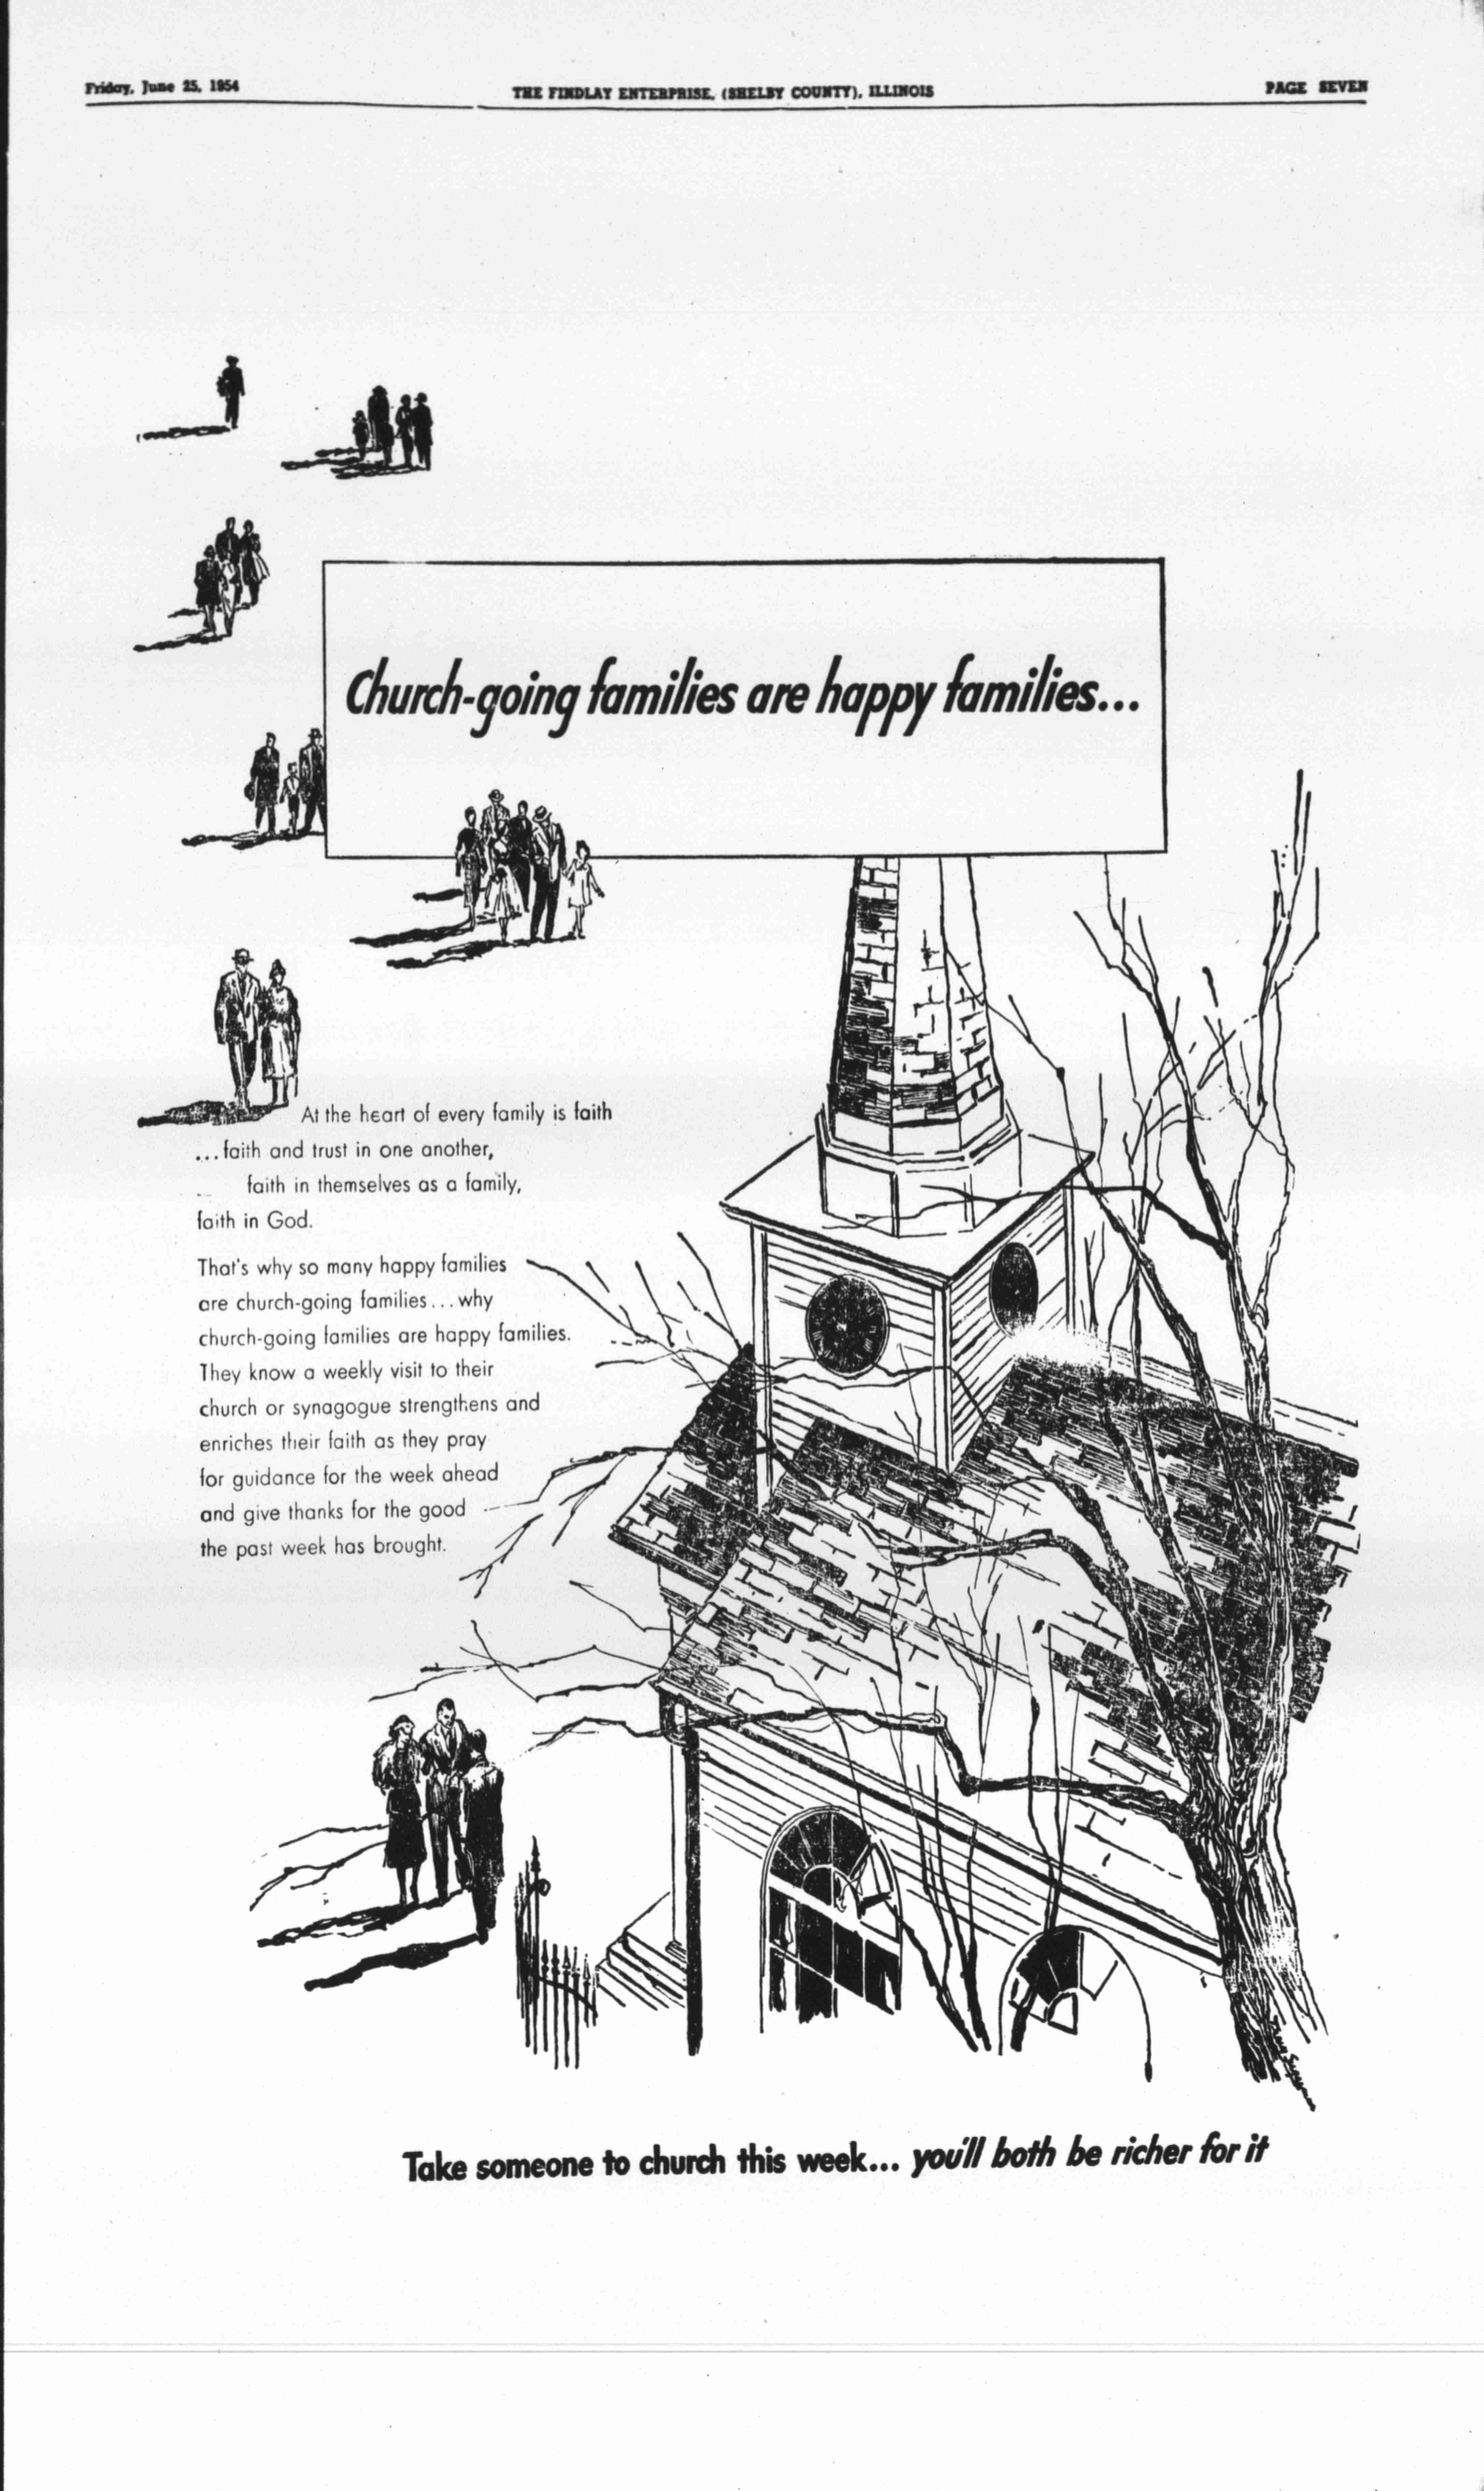 Friday, June 25, 1954
THE FINDLAY ENTERPRISE, (SHELBY COUNTY), ILLINOIS
PAGE SEVEN
Church-going families are happy families...
At the heart of every family is faith
...faith and trust in one another,
faith in themselves as a family,
faith in God.
That's why so many happy families
are church-going families...why
church-going families are happy families.
They know a weekly visit to their
church or synagogue strengthens and
enriches their faith as they pray
for guidance for the week ahead
and give thanks for the good
the past week has brought.
Take someone to church this week... you'll both be richer for it